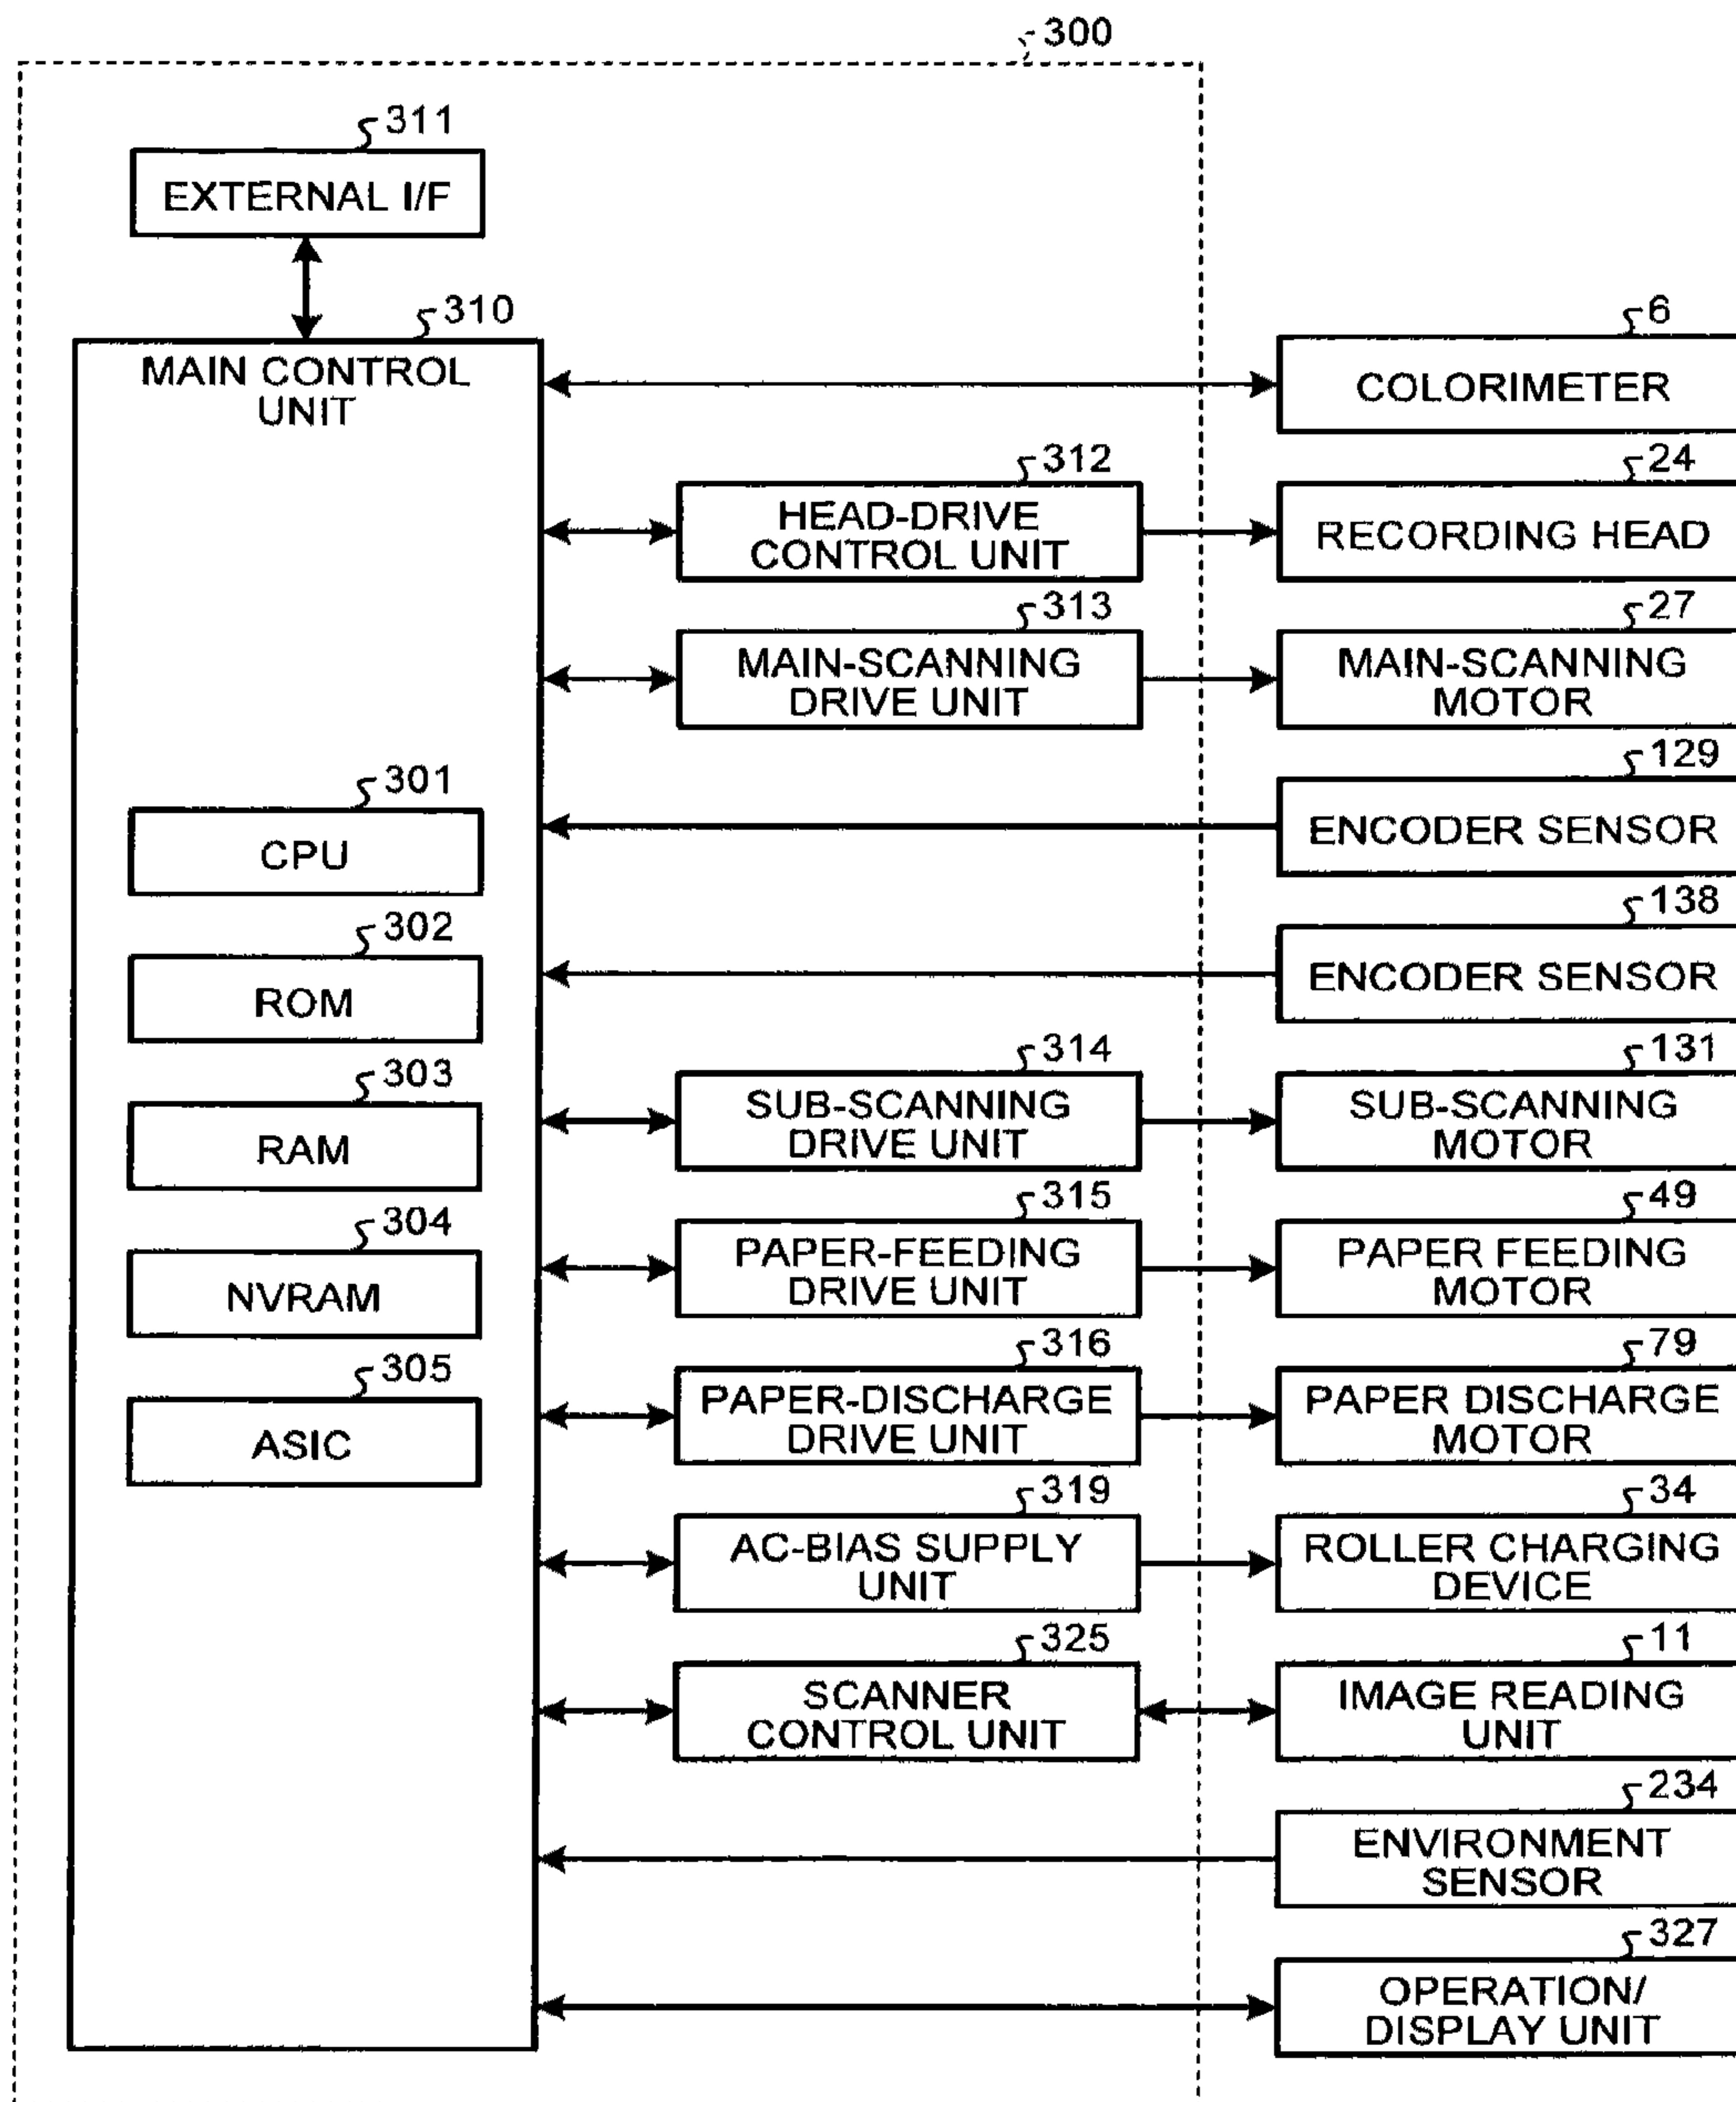 300
311
EXTERNAL I/F
310
MAIN CONTROL
UNIT
301
CPU
302
ROM
303
RAM
304
NVRAM
305
ASIC
312
HEAD-DRIVE
CONTROL UNIT
313
MAIN-SCANNING
DRIVE UNIT
314
SUB-SCANNING
DRIVE UNIT
315
PAPER-FEEDING
DRIVE UNIT
316
PAPER-DISCHARGE
DRIVE UNIT
319
AC-BIAS SUPPLY
UNIT
325
SCANNER
CONTROL UNIT
6
COLORIMETER
24
RECORDING HEAD
27
MAIN-SCANNING
MOTOR
129
ENCODER SENSOR
138
ENCODER SENSOR
131
SUB-SCANNING
MOTOR
49
PAPER FEEDING
MOTOR
79
PAPER DISCHARGE
MOTOR
34
ROLLER CHARGING
DEVICE
11
IMAGE READING
UNIT
234
ENVIRONMENT
SENSOR
327
OPERATION/
DISPLAY UNIT